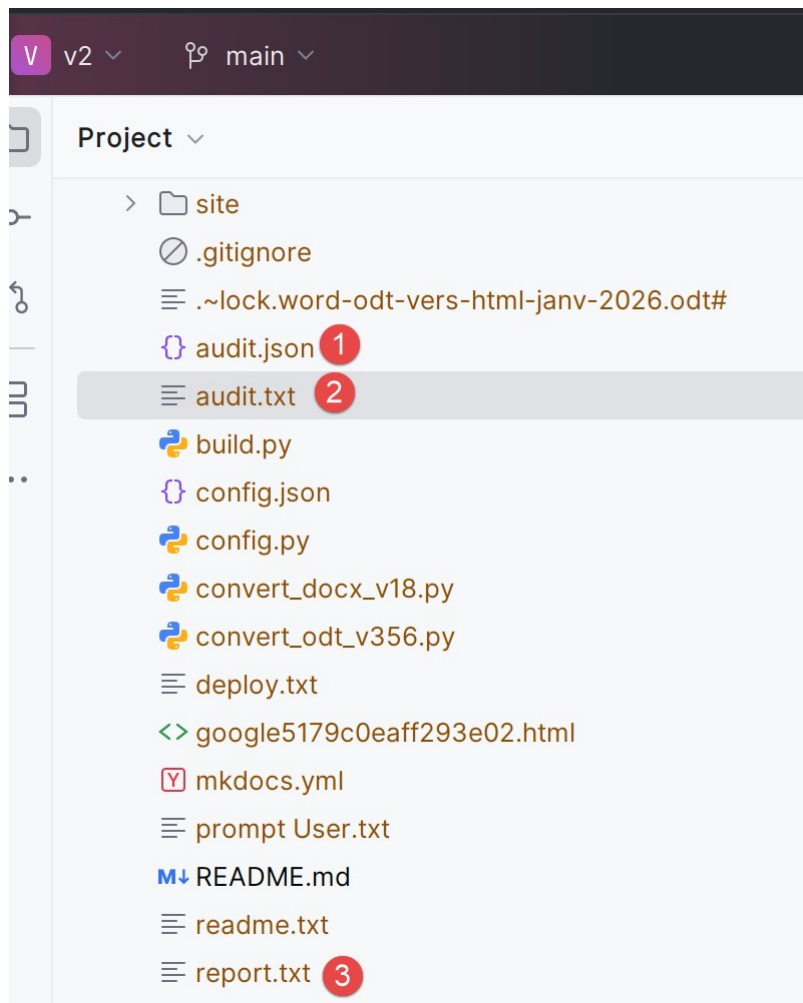 V v2 main
Project
site
.gitignore
.~lock.word-odt-vers-html-janv-2026.odt#
{} audit.json 1
audit.txt 2
build.py
{} config.json
config.py
convert_docx_v18.py
convert_odt_v356.py
deploy.txt
<> google5179c0eaff293e02.html
Y mkdocs.yml
prompt User.txt
M↓ README.md
readme.txt
report.txt 3